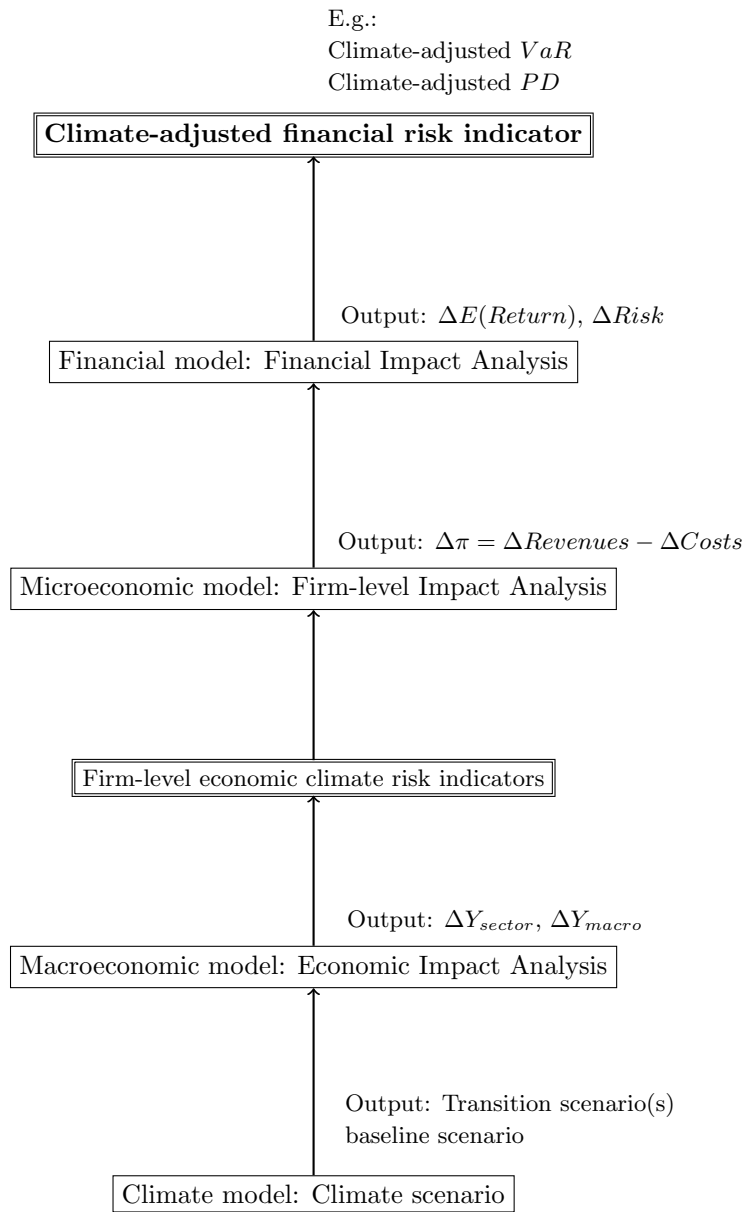 E.g.:
Climate-adjusted VaR
Climate-adjusted PD
Climate-adjusted financial risk indicator
Output: ΔE(Return), ΔRisk
Financial model: Financial Impact Analysis
Output: Δπ = ΔRevenues − ΔCosts
Microeconomic model: Firm-level Impact Analysis
Firm-level economic climate risk indicators
Output: ΔY_sector, ΔY_macro
Macroeconomic model: Economic Impact Analysis
Output: Transition scenario(s)
baseline scenario
Climate model: Climate scenario